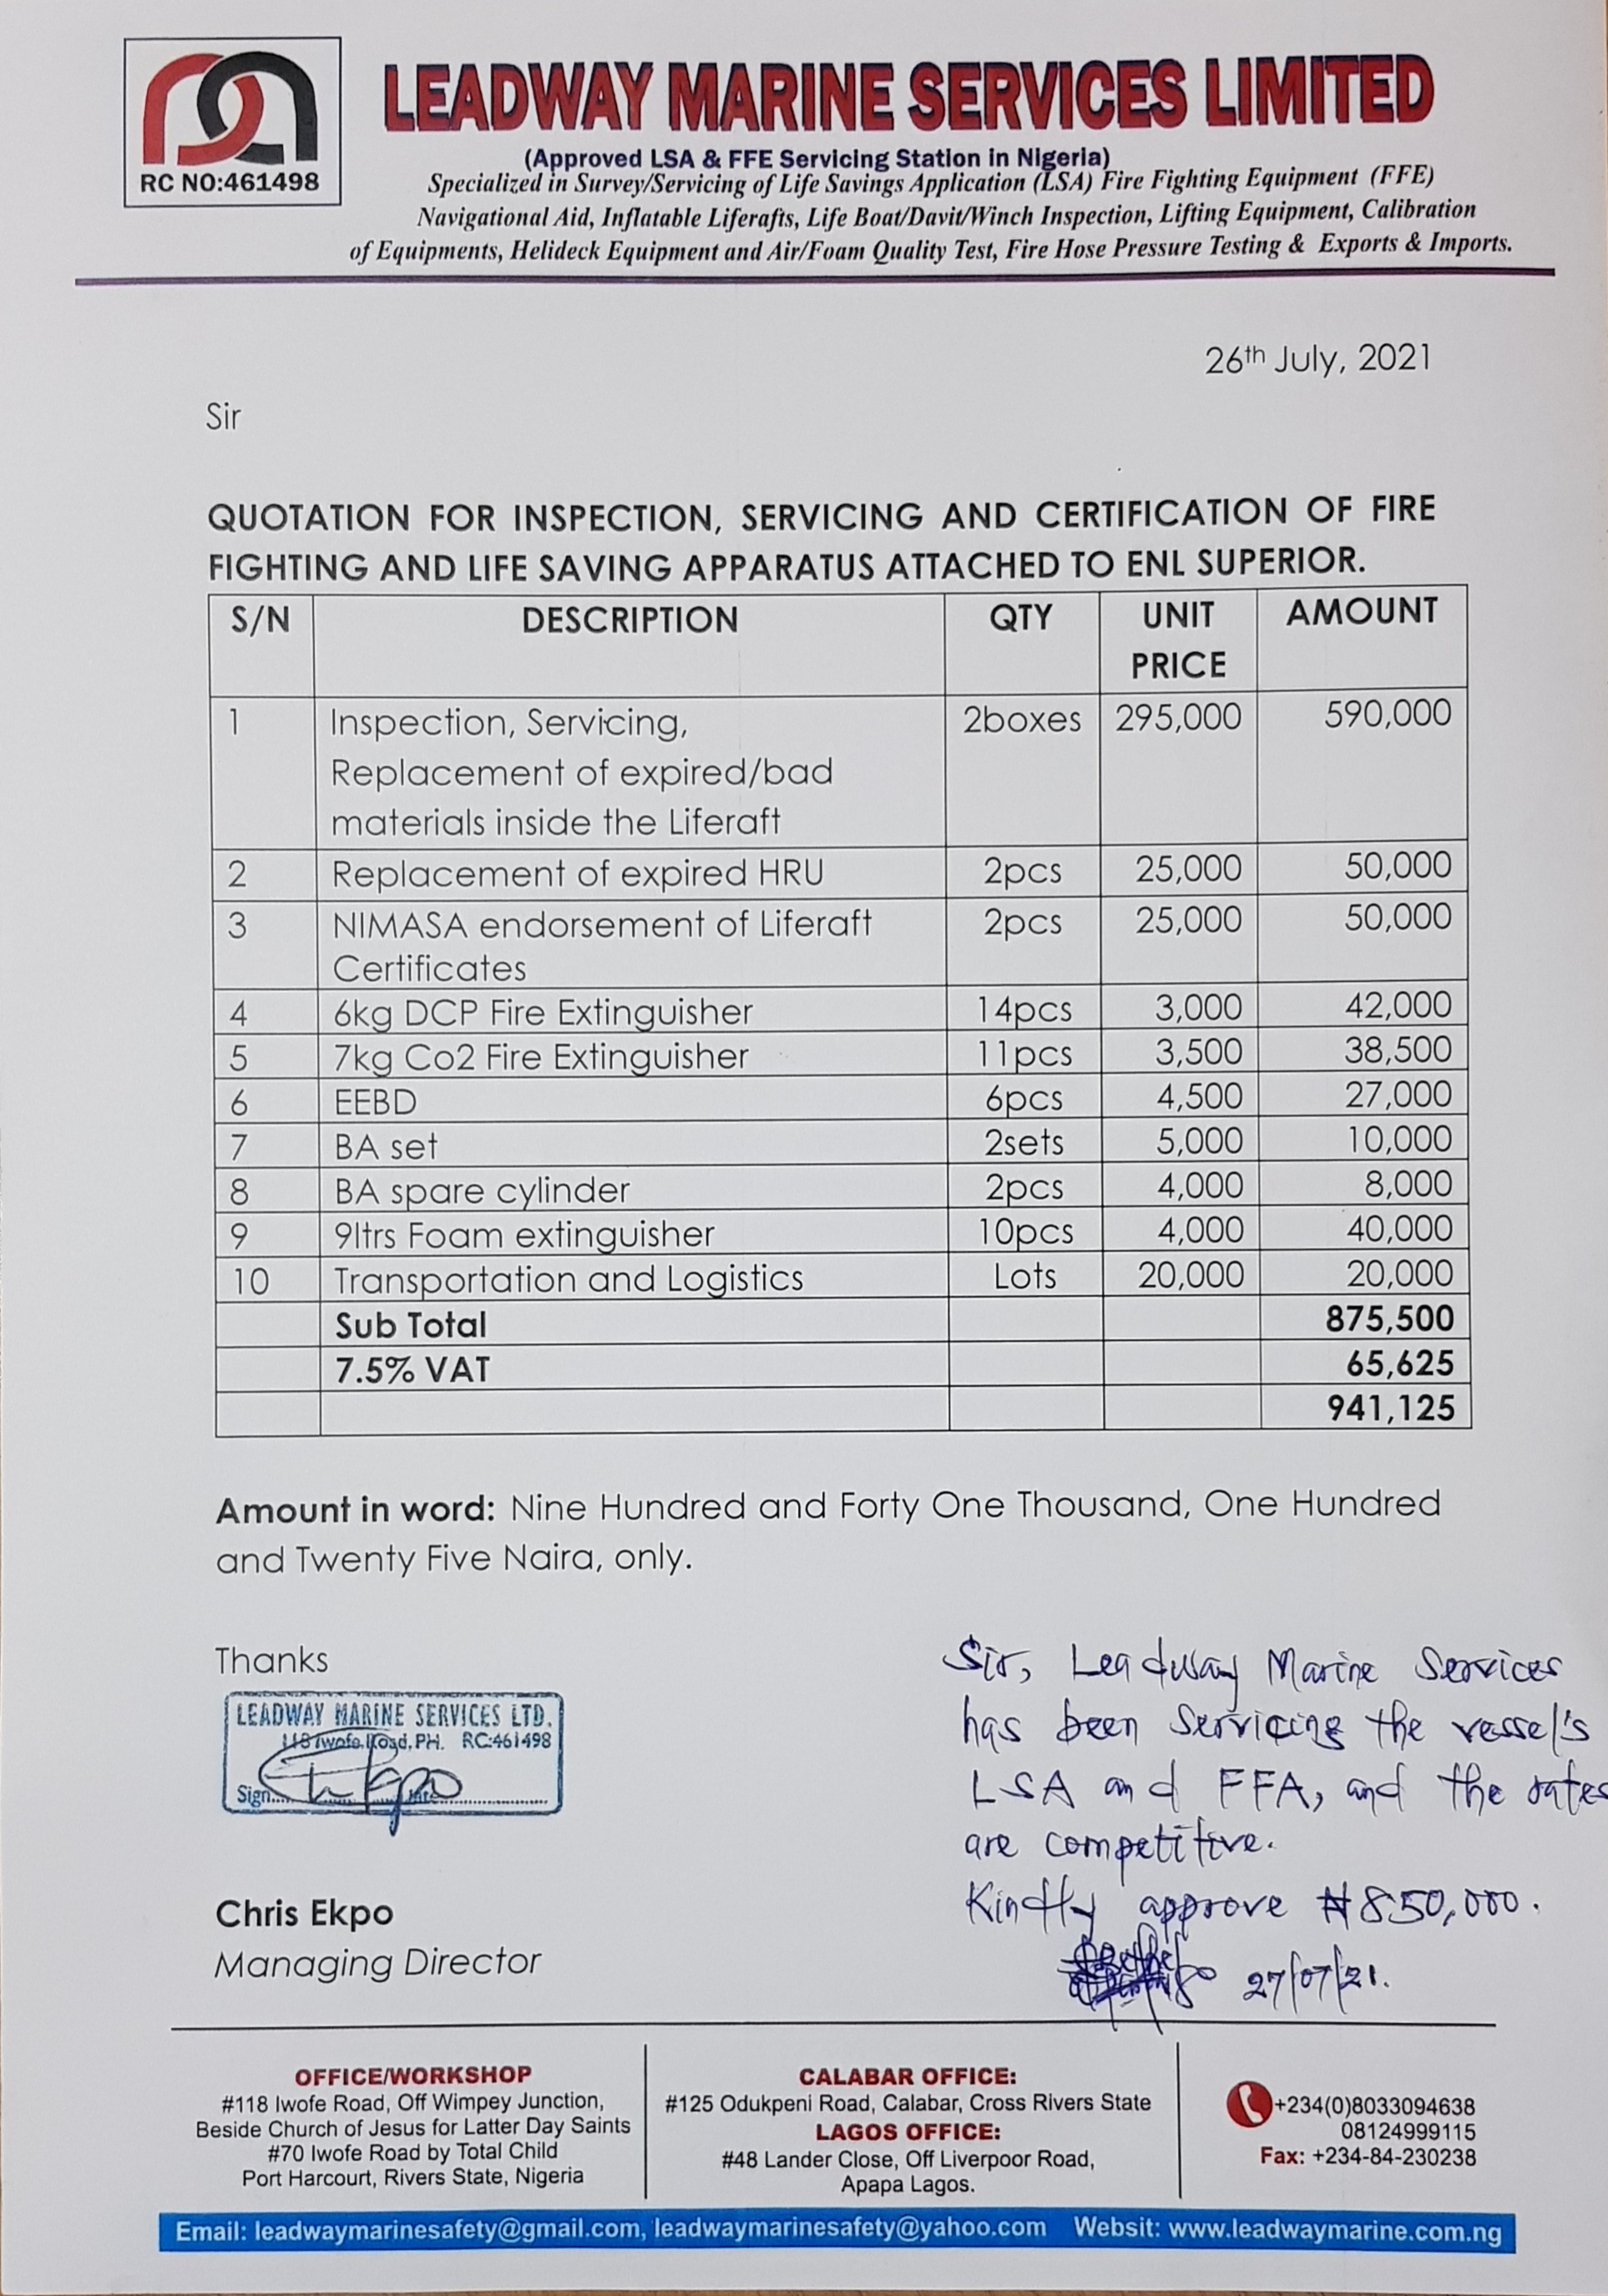 LEADWAY MARINE SERVICES LIMITED
RC NO:461498
(Approved LSA & FFE Servicing Station in Nigeria)
Specialized in Survey/Servicing of Life Savings Application (LSA) Fire Fighting Equipment (FFE)
Navigational Aid, Inflatable Liferafts, Life Boat/Davit/Winch Inspection, Lifting Equipment, Calibration
of Equipments, Helideck Equipment and Air/Foam Quality Test, Fire Hose Pressure Testing & Exports & Imports.
26th July, 2021
Sir
QUOTATION FOR INSPECTION, SERVICING AND CERTIFICATION OF FIRE
FIGHTING AND LIFE SAVING APPARATUS ATTACHED TO ENL SUPERIOR.
S/N DESCRIPTION QTY UNIT AMOUNT
PRICE
1 Inspection, Servicing, 2boxes 295,000 590,000
Replacement of expired/bad
materials inside the Liferaft
2 Replacement of expired HRU 2pcs 25,000 50,000
3 NIMASA endorsement of Liferaft 2pcs 25,000 50,000
Certificates
4 6kg DCP Fire Extinguisher 14pcs 3,000 42,000
5 7kg Co2 Fire Extinguisher 11pcs 3,500 38,500
6 EEBD 6pcs 4,500 27,000
7 BA set 2sets 5,000 10,000
8 BA spare cylinder 2pcs 4,000 8,000
9 9ltrs Foam extinguisher 10pcs 4,000 40,000
10 Transportation and Logistics Lots 20,000 20,000
Sub Total 875,500
7.5% VAT 65,625
941,125
Amount in word: Nine Hundred and Forty One Thousand, One Hundred
and Twenty Five Naira, only.
Thanks
LEADWAY MARINE SERVICES LTD.
118 Iwofe Road, PH. RC:461498
Sign
Chris Ekpo
Managing Director
Sir, Leadway Marine Services
has been servicing the vessel's
LSA and FFA, and the rates
are competitive.
Kindly approve ₦850,000.
27/07/21.
OFFICE/WORKSHOP
#118 Iwofe Road, Off Wimpey Junction,
Beside Church of Jesus for Latter Day Saints
#70 Iwofe Road by Total Child
Port Harcourt, Rivers State, Nigeria
CALABAR OFFICE:
#125 Odukpeni Road, Calabar, Cross Rivers State
LAGOS OFFICE:
#48 Lander Close, Off Liverpoor Road,
Apapa Lagos.
+234(0)8033094638
08124999115
Fax: +234-84-230238
Email: leadwaymarinesafety@gmail.com, leadwaymarinesafety@yahoo.com Websit: www.leadwaymarine.com.ng